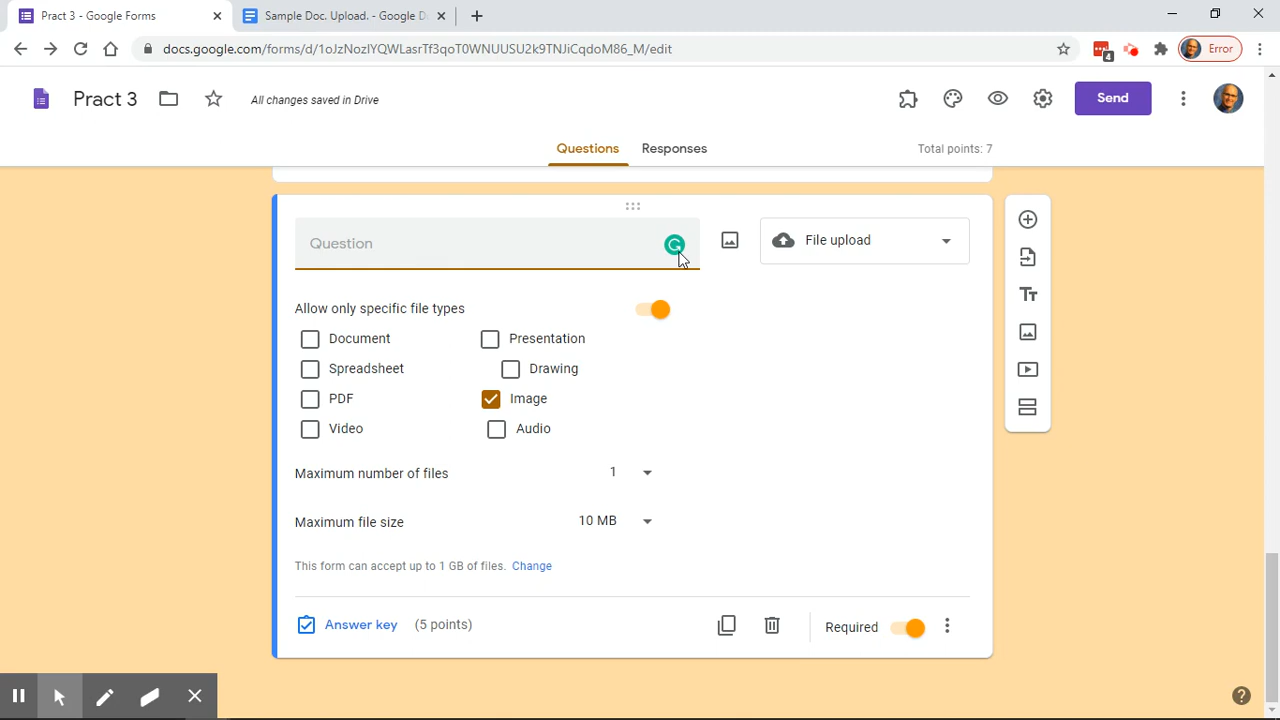 Pract 3 - Google Forms
Sample Doc. Upload. - Google D
docs.google.com/forms/d/1oJzNozlYQWLasrTf3qoT0WNUUSU2k9TNJiCqdoM86_M/edit
4
Error
Pract 3
All changes saved in Drive
Send
Questions
Responses
Total points: 7
Question
File upload
Allow only specific file types
Document
Presentation
Spreadsheet
Drawing
PDF
Image
Video
Audio
Maximum number of files
1
Maximum file size
10 MB
This form can accept up to 1 GB of files. Change
Answer key (5 points)
Required